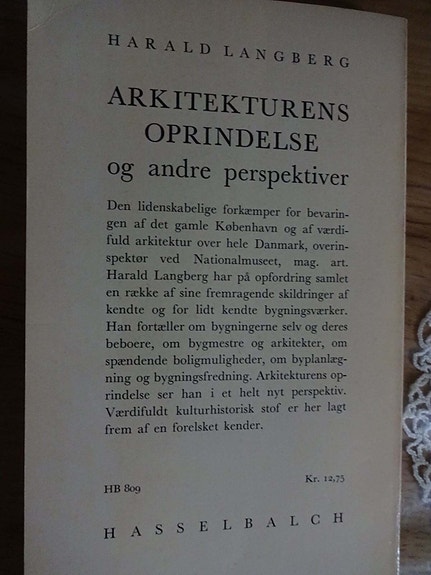 HARALD LANGBERG
ARKITEKTURENS
OPRINDELSE
og andre perspektiver
Den lidenskabelige forkæmper for bevarin-
gen af det gamle København og af værdi-
fuld arkitektur over hele Danmark, overin-
spektør ved Nationalmuseet, mag. art.
Harald Langberg har på opfordring samlet
en række af sine fremragende skildringer af
kendte og for lidt kendte bygningsværker.
Han fortæller om bygningerne selv og deres
beboere, om bygmestre og arkitekter, om
spændende boligmuligheder, om byplanlæg-
ning og bygningsfredning. Arkitekturens op-
rindelse ser han i et helt nyt perspektiv.
Værdifuldt kulturhistorisk stof er her lagt
frem af en forelsket kender.
HB 809 Kr. 12,75
HASSELBALCH